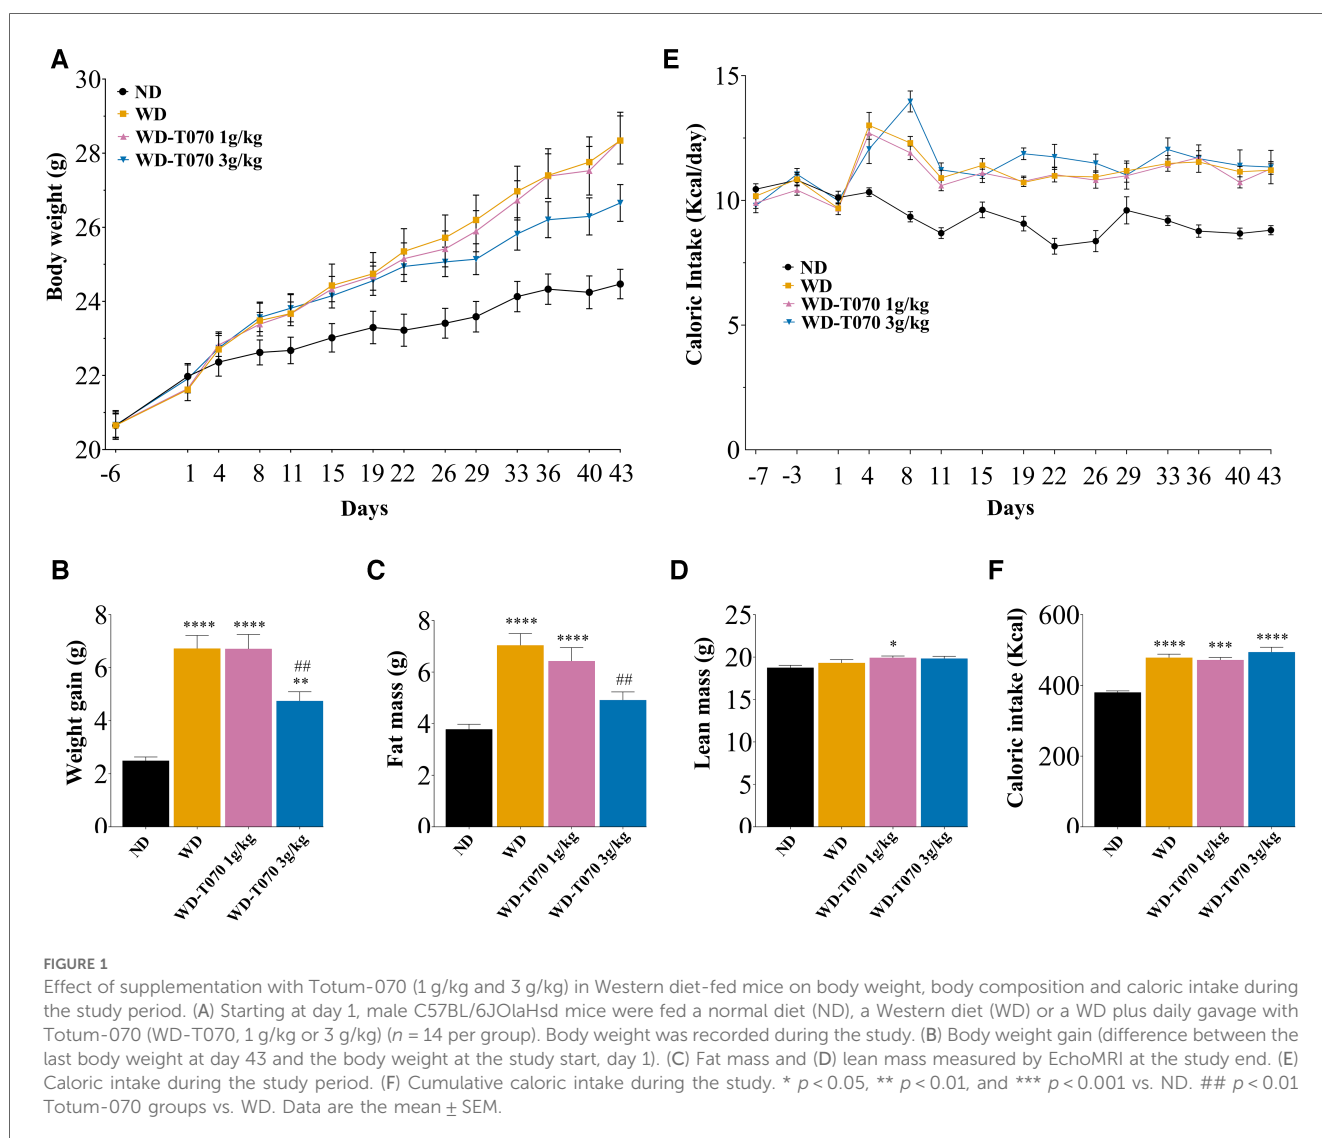 A
30
28
26
24
22
20
Body weight (g)
ND
WD
WD-T070 1g/kg
WD-T070 3g/kg
-6 1 4 8 11 15 19 22 26 29 33 36 40 43
Days
E
15
10
5
0
Caloric Intake (Kcal/day)
ND
WD
WD-T070 1g/kg
WD-T070 3g/kg
-7 -3 1 4 8 11 15 19 22 26 29 33 36 40 43
Days
B
8
6
4
2
0
Weight gain (g)
**** ****
##
**
ND
WD
WD-T070 1g/kg
WD-T070 3g/kg
C
8
6
4
2
0
Fat mass (g)
****
****
##
ND
WD
WD-T070 1g/kg
WD-T070 3g/kg
D
25
20
15
10
5
0
Lean mass (g)
*
ND
WD
WD-T070 1g/kg
WD-T070 3g/kg
F
600
400
200
0
Caloric intake (Kcal)
**** *** ****
ND
WD
WD-T070 1g/kg
WD-T070 3g/kg
FIGURE 1
Effect of supplementation with Totum-070 (1 g/kg and 3 g/kg) in Western diet-fed mice on body weight, body composition and caloric intake during
the study period. (A) Starting at day 1, male C57BL/6JOlaHsd mice were fed a normal diet (ND), a Western diet (WD) or a WD plus daily gavage with
Totum-070 (WD-T070, 1 g/kg or 3 g/kg) (n = 14 per group). Body weight was recorded during the study. (B) Body weight gain (difference between the
last body weight at day 43 and the body weight at the study start, day 1). (C) Fat mass and (D) lean mass measured by EchoMRI at the study end. (E)
Caloric intake during the study period. (F) Cumulative caloric intake during the study. * p < 0.05, ** p < 0.01, and *** p < 0.001 vs. ND. ## p < 0.01
Totum-070 groups vs. WD. Data are the mean ± SEM.